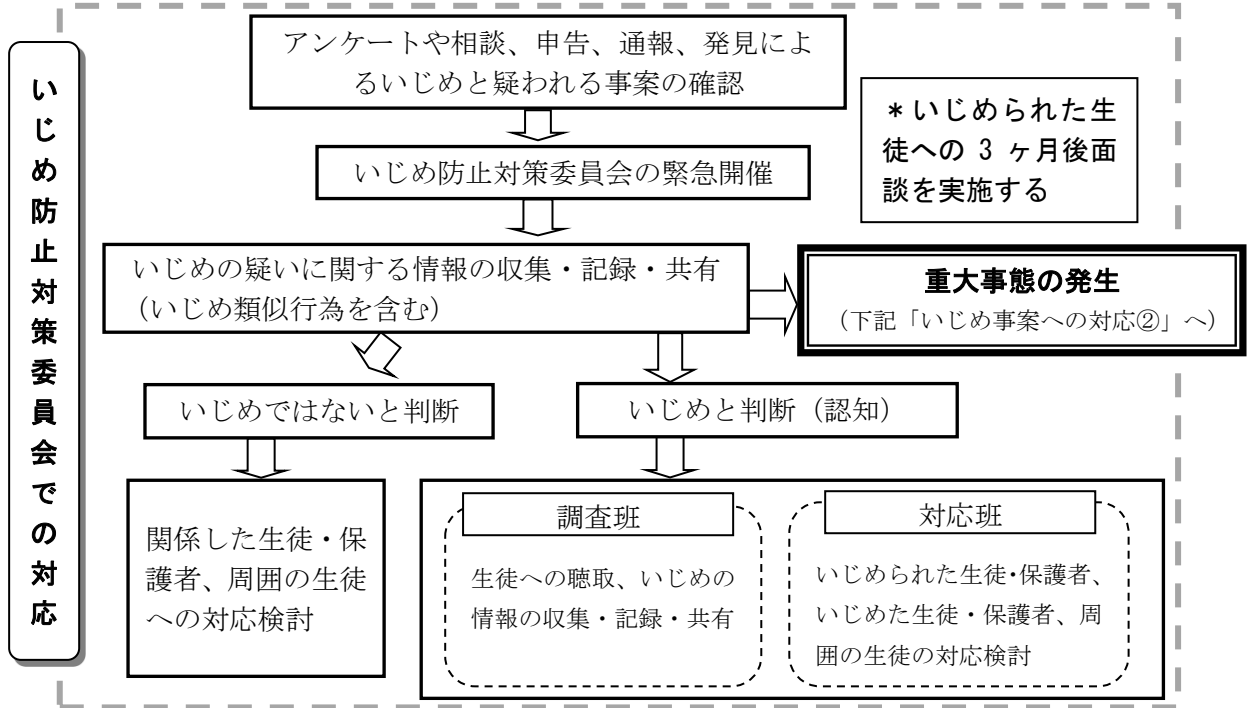 いじめ防止対策委員会での対応
アンケートや相談、申告、通報、発見によ
るいじめと疑われる事案の確認
＊いじめられた生
徒への 3 ヶ月後面
談を実施する
いじめ防止対策委員会の緊急開催
いじめの疑いに関する情報の収集・記録・共有
（いじめ類似行為を含む）
重大事態の発生
（下記「いじめ事案への対応②」へ）
いじめではないと判断
いじめと判断（認知）
関係した生徒・保
護者、周囲の生徒
への対応検討
調査班
生徒への聴取、いじめの
情報の収集・記録・共有
対応班
いじめられた生徒・保護者、
いじめた生徒・保護者、周
囲の生徒の対応検討